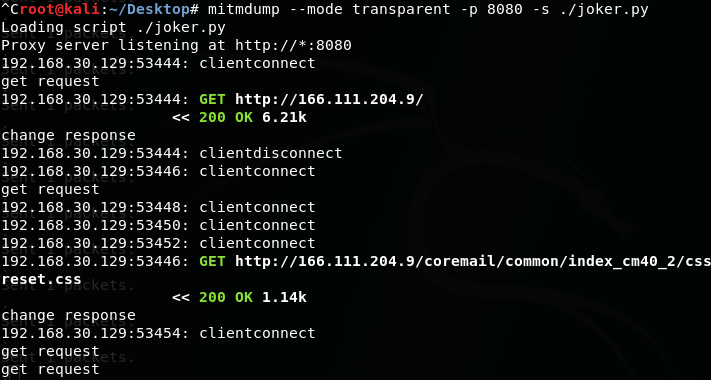 ^Croot@kali:~/Desktop# mitmdump --mode transparent -p 8080 -s ./joker.py
Loading script ./joker.py
Proxy server listening at http://*:8080
192.168.30.129:53444: clientconnect
get request
192.168.30.129:53444: GET http://166.111.204.9/
<< 200 OK 6.21k
change response
192.168.30.129:53444: clientdisconnect
192.168.30.129:53446: clientconnect
get request
192.168.30.129:53448: clientconnect
192.168.30.129:53450: clientconnect
192.168.30.129:53452: clientconnect
192.168.30.129:53446: GET http://166.111.204.9/coremail/common/index_cm40_2/css
reset.css
<< 200 OK 1.14k
change response
192.168.30.129:53454: clientconnect
get request
get request